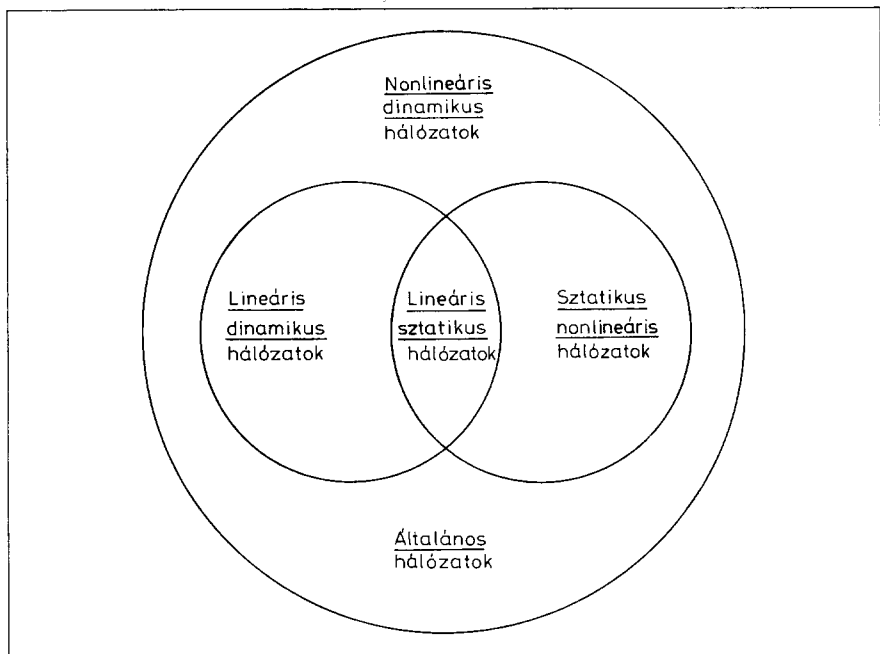 Nonlineáris
dinamikus
hálózatok
Lineáris
dinamikus
hálózatok
Lineáris
sztatikus
hálózatok
Sztatikus
nonlineáris
hálózatok
Általános
hálózatok